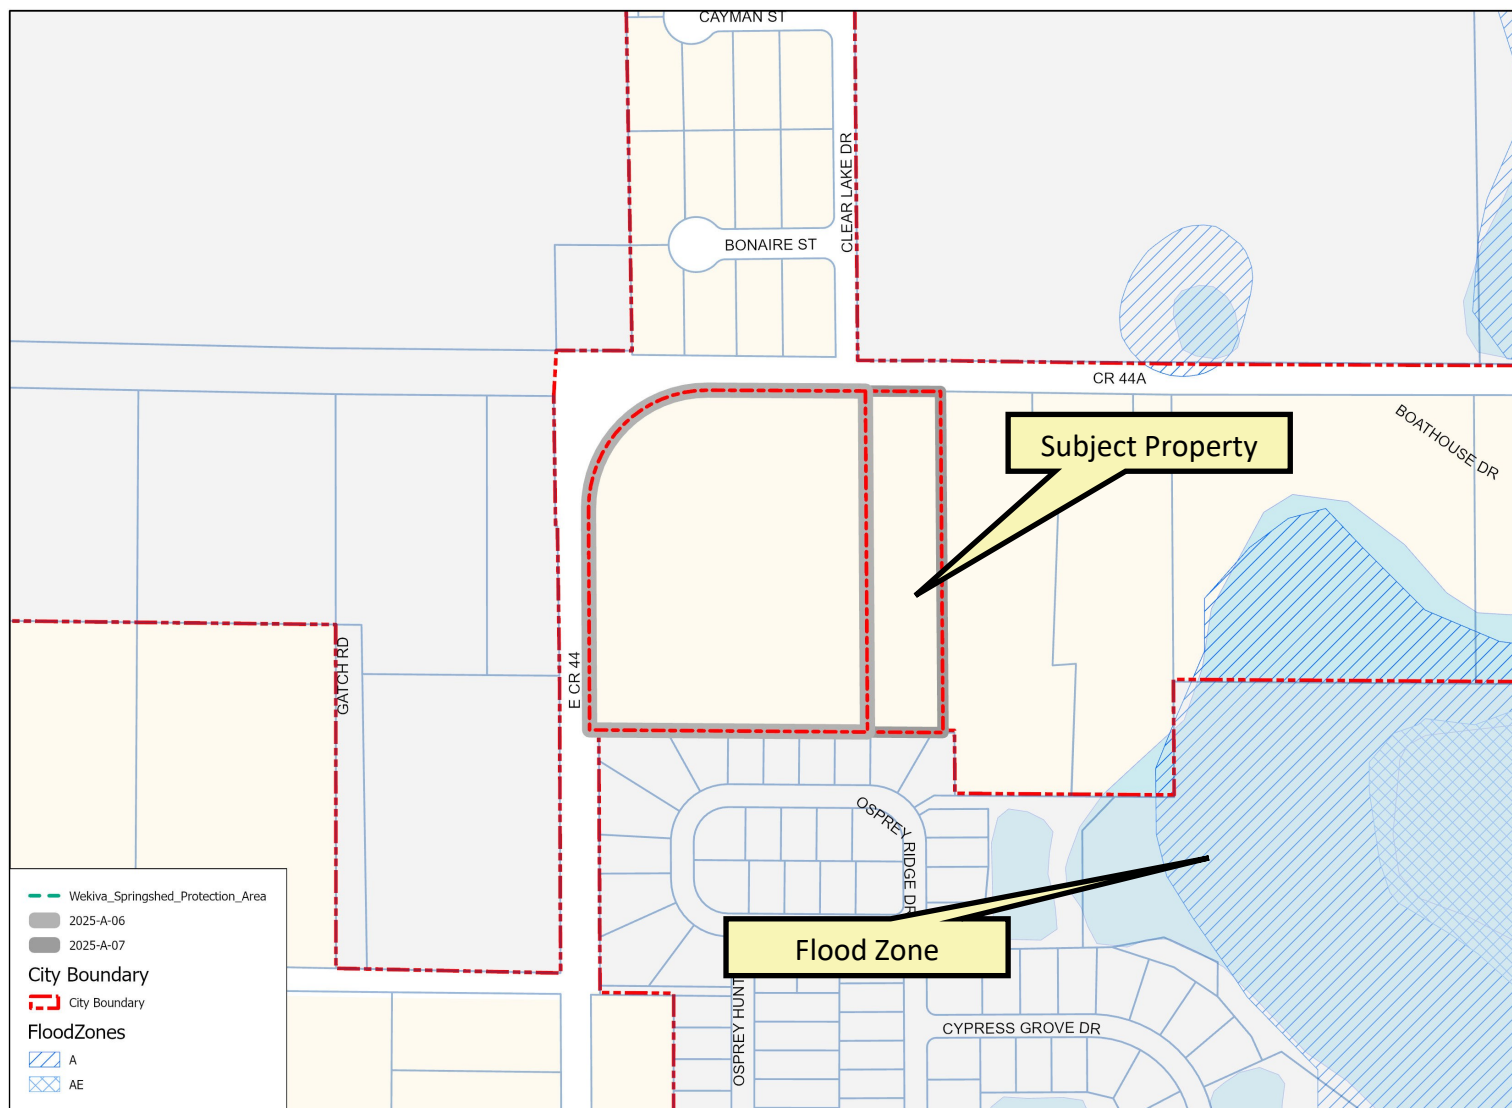 CAYMAN ST
CLEAR LAKE DR
BONAIRE ST
CR 44A
BOATHOUSE DR
Subject Property
E CR 44
GATCH RD
OSPREY RIDGE DR
Flood Zone
OSPREY HUNT
CYPRESS GROVE DR
Wekiva_Springshed_Protection_Area
2025-A-06
2025-A-07
City Boundary
City Boundary
FloodZones
A
AE